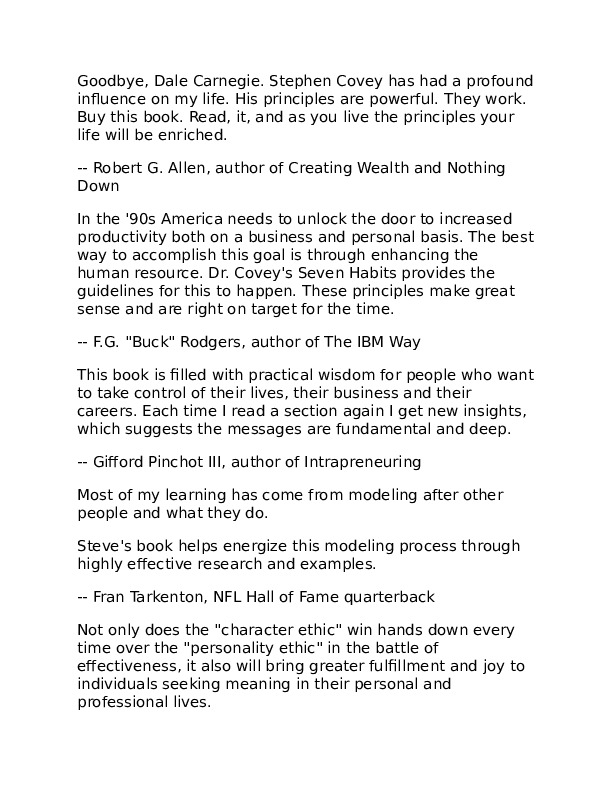 Goodbye, Dale Carnegie. Stephen Covey has had a profound
influence on my life. His principles are powerful. They work.
Buy this book. Read, it, and as you live the principles your
life will be enriched.
-- Robert G. Allen, author of Creating Wealth and Nothing
Down
In the '90s America needs to unlock the door to increased
productivity both on a business and personal basis. The best
way to accomplish this goal is through enhancing the
human resource. Dr. Covey's Seven Habits provides the
guidelines for this to happen. These principles make great
sense and are right on target for the time.
-- F.G. "Buck" Rodgers, author of The IBM Way
This book is filled with practical wisdom for people who want
to take control of their lives, their business and their
careers. Each time I read a section again I get new insights,
which suggests the messages are fundamental and deep.
-- Gifford Pinchot III, author of Intrapreneuring
Most of my learning has come from modeling after other
people and what they do.
Steve's book helps energize this modeling process through
highly effective research and examples.
-- Fran Tarkenton, NFL Hall of Fame quarterback
Not only does the "character ethic" win hands down every
time over the "personality ethic" in the battle of
effectiveness, it also will bring greater fulfillment and joy to
individuals seeking meaning in their personal and
professional lives.